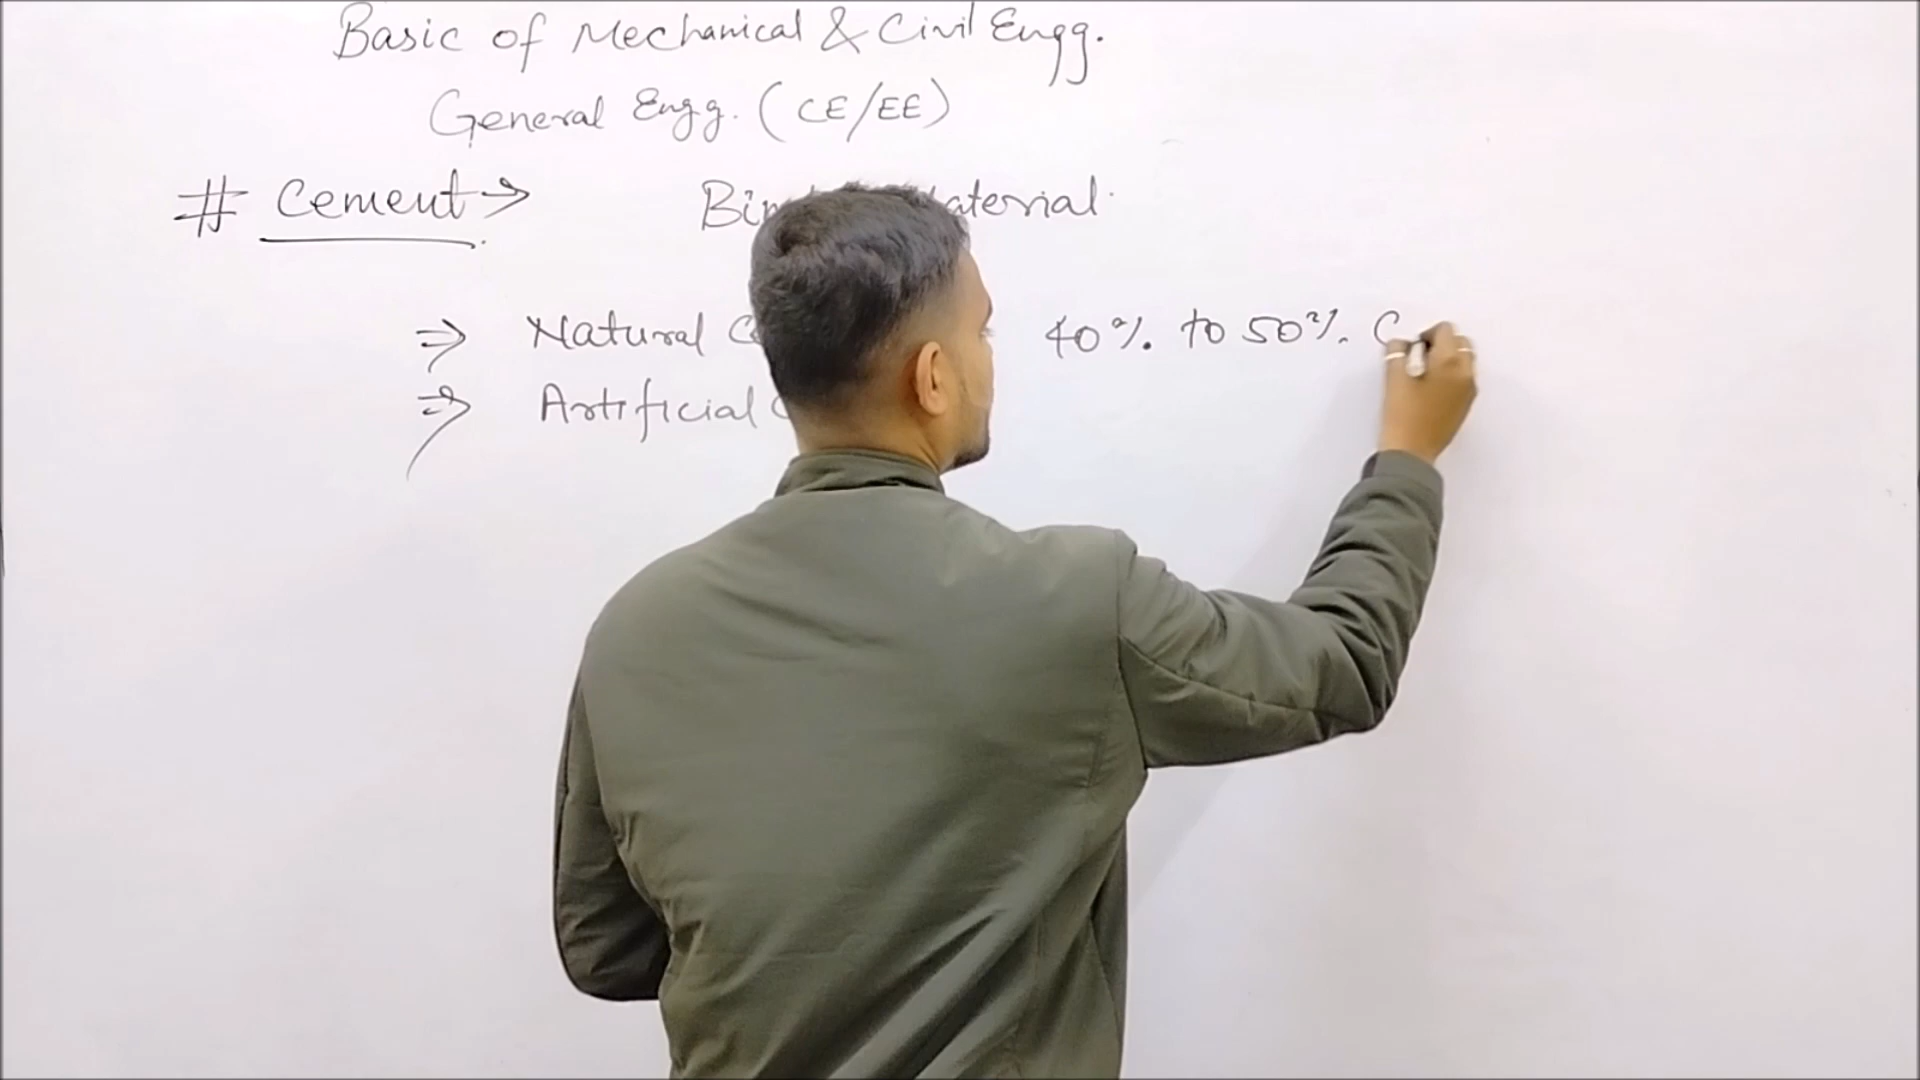 Basic of Mechanical & Civil Engg.
General Engg. (CE/EE)
# Cement →
⇒ Natural 40% to 50% C
⇒ Artificial